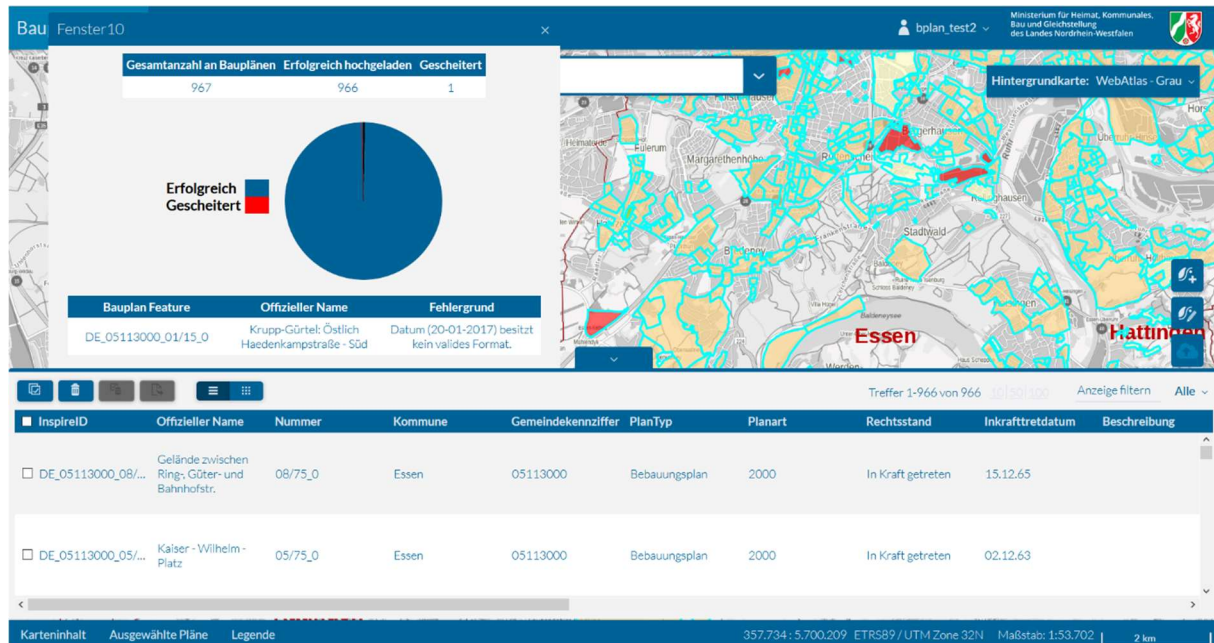 Bau
Fenster10
×
bplan_test2
Ministerium für Heimat, Kommunales,
Bau und Gleichstellung
des Landes Nordrhein-Westfalen
Gesamtanzahl an Bauplänen Erfolgreich hochgeladen Gescheitert
967 966 1
Hintergrundkarte: WebAtlas - Grau
Erfolgreich
Gescheitert
Eulerum
Margarethenhöhe
Stadtwald
Essen
Hattingen
Werden
Bauplan Feature Offizieller Name Fehlergrund
DE_05113000_01/15_0 Krupp-Gürtel: Östlich Haedenkampstraße - Süd Datum (20-01-2017) besitzt kein valides Format.
Treffer 1-966 von 966 10|50|100 Anzeige filtern Alle
InspireID Offizieller Name Nummer Kommune Gemeindekennziffer PlanTyp Planart Rechtsstand Inkrafttretdatum Beschreibung
DE_05113000_08/... Gelände zwischen Ring-, Güter- und Bahnhofstr. 08/75_0 Essen 05113000 Bebauungsplan 2000 In Kraft getreten 15.12.65
DE_05113000_05/... Kaiser - Wilhelm - Platz 05/75_0 Essen 05113000 Bebauungsplan 2000 In Kraft getreten 02.12.63
Karteninhalt Ausgewählte Pläne Legende 357.734 : 5.700.209 ETRS89 / UTM Zone 32N Maßstab: 1:53.702 2 km